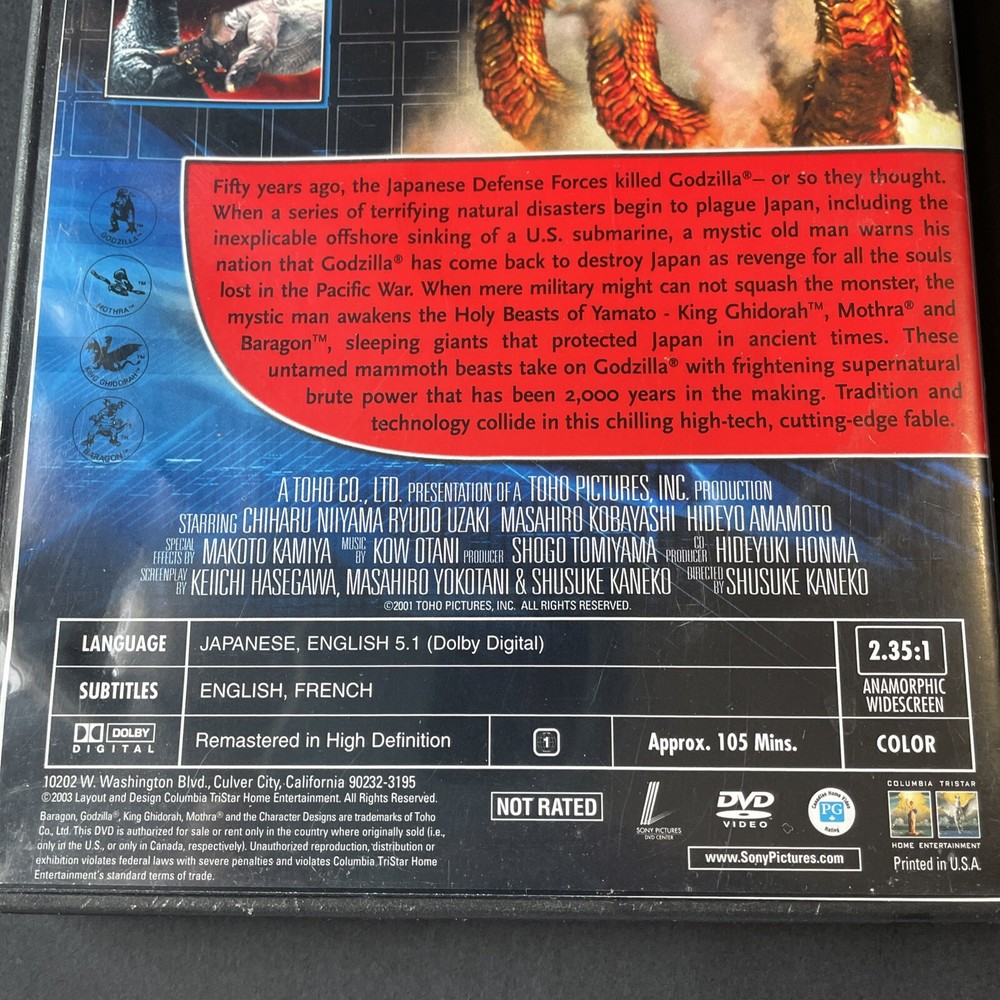 Fifty years ago, the Japanese Defense Forces killed Godzilla®– or so they thought.
When a series of terrifying natural disasters begin to plague Japan, including the
inexplicable offshore sinking of a U.S. submarine, a mystic old man warns his
nation that Godzilla® has come back to destroy Japan as revenge for all the souls
lost in the Pacific War. When mere military might can not squash the monster, the
mystic man awakens the Holy Beasts of Yamato - King Ghidorah™, Mothra® and
Baragon™, sleeping giants that protected Japan in ancient times. These
untamed mammoth beasts take on Godzilla® with frightening supernatural
brute power that has been 2,000 years in the making. Tradition and
technology collide in this chilling high-tech, cutting-edge fable.
GODZILLA™
MOTHRA™
KING GHIDORAH™
BARAGON™
A TOHO CO., LTD. PRESENTATION OF A TOHO PICTURES, INC. PRODUCTION
STARRING CHIHARU NIIYAMA RYUDO UZAKI MASAHIRO KOBAYASHI HIDEYO AMAMOTO
SPECIAL EFFECTS BY MAKOTO KAMIYA MUSIC BY KOW OTANI PRODUCER SHOGO TOMIYAMA CO-PRODUCER HIDEYUKI HONMA
SCREENPLAY BY KEIICHI HASEGAWA, MASAHIRO YOKOTANI & SHUSUKE KANEKO DIRECTED BY SHUSUKE KANEKO
©2001 TOHO PICTURES, INC. ALL RIGHTS RESERVED.
LANGUAGE JAPANESE, ENGLISH 5.1 (Dolby Digital)
SUBTITLES ENGLISH, FRENCH
2.35:1
ANAMORPHIC
WIDESCREEN
DOLBY
DIGITAL
Remastered in High Definition
1
Approx. 105 Mins.
COLOR
10202 W. Washington Blvd., Culver City, California 90232-3195
©2003 Layout and Design Columbia TriStar Home Entertainment. All Rights Reserved.
Baragon, Godzilla®, King Ghidorah, Mothra® and the Character Designs are trademarks of Toho
Co., Ltd. This DVD is authorized for sale or rent only in the country where originally sold (i.e.,
only in the U.S., or only in Canada, respectively). Unauthorized reproduction, distribution or
exhibition violates federal laws with severe penalties and violates Columbia TriStar Home
Entertainment's standard terms of trade.
NOT RATED
SONY PICTURES
DVD CENTER
DVD
VIDEO
Canadian Home Video
PG
Rated
COLUMBIA TRISTAR
HOME ENTERTAINMENT
www.SonyPictures.com
Printed in U.S.A.